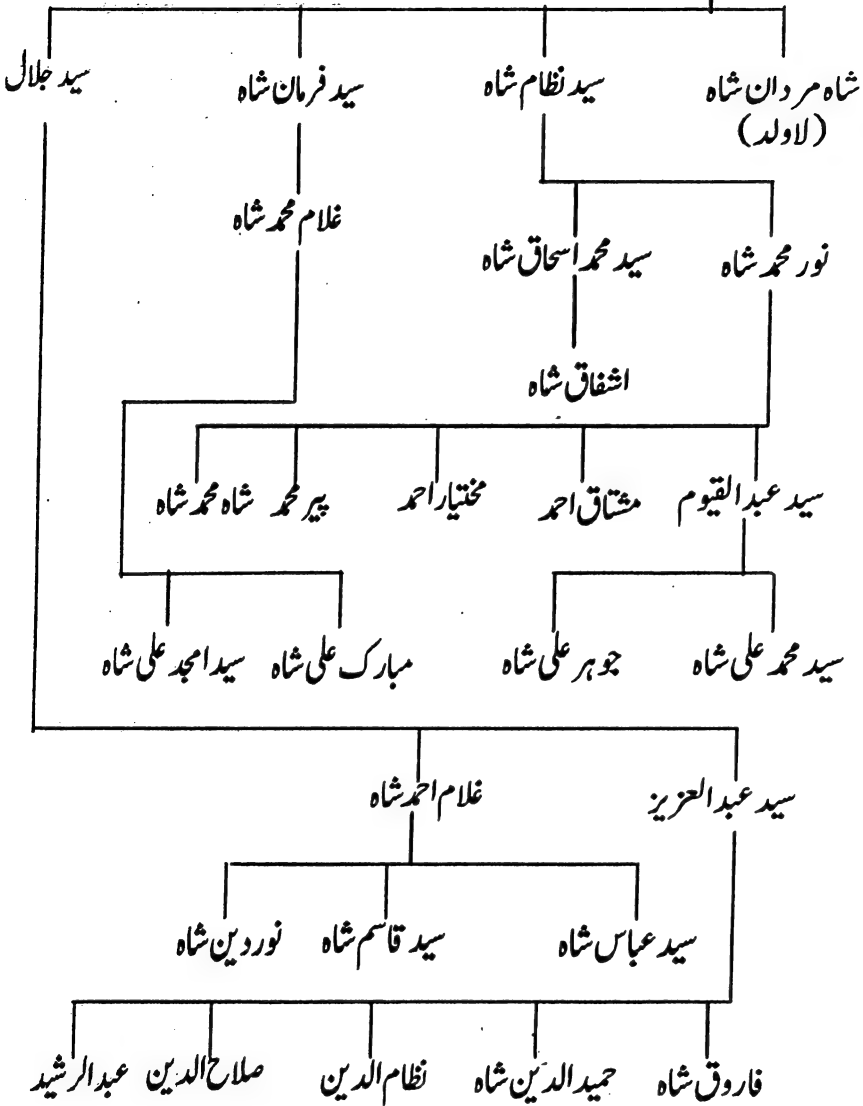 شاہ مردان شاہ سید نظام شاہ سید فرمان شاہ سید جلال
(لاولد)
غلام محمد شاہ
نور محمد شاہ سید محمد اسحاق شاہ
اشفاق شاہ
سید عبدالقیوم مشتاق احمد مختیار احمد پیر محمد شاہ محمد شاہ
سید محمد علی شاہ جوہر علی شاہ مبارک علی شاہ سید امجد علی شاہ
سید عبدالعزیز غلام احمد شاہ
سید عباس شاہ سید قاسم شاہ نور دین شاہ
فاروق شاہ حمید الدین شاہ نظام الدین صلاح الدین عبدالرشید